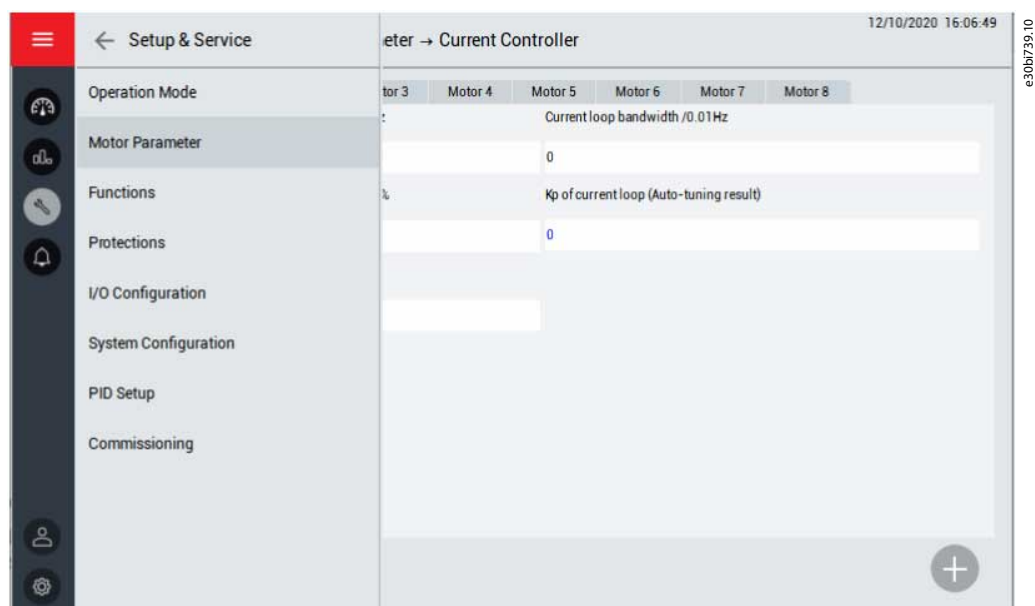 Setup & Service
eter → Current Controller
12/10/2020 16:06:49
e30bi739.10
Operation Mode
Motor Parameter
Functions
Protections
I/O Configuration
System Configuration
PID Setup
Commissioning
tor 3 Motor 4 Motor 5 Motor 6 Motor 7 Motor 8
z Current loop bandwidth /0.01Hz
0
% Kp of current loop (Auto-tuning result)
0